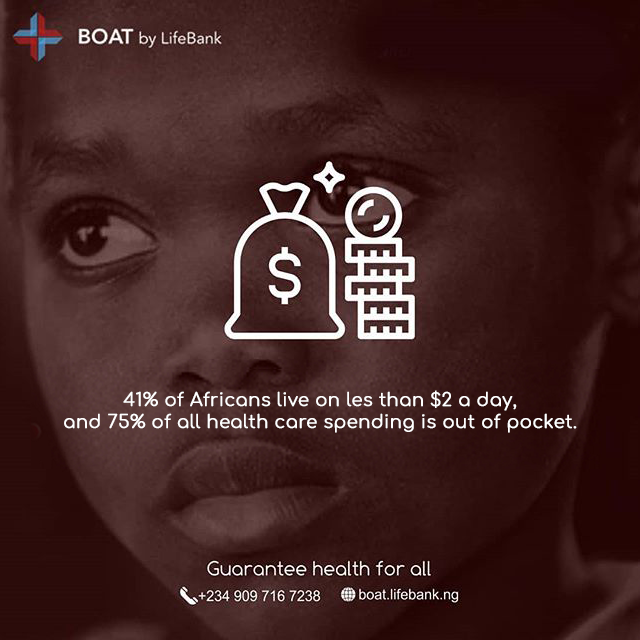 BOAT by LifeBank
$
41% of Africans live on les than $2 a day,
and 75% of all health care spending is out of pocket.
Guarantee health for all
+234 909 716 7238 boat.lifebank.ng